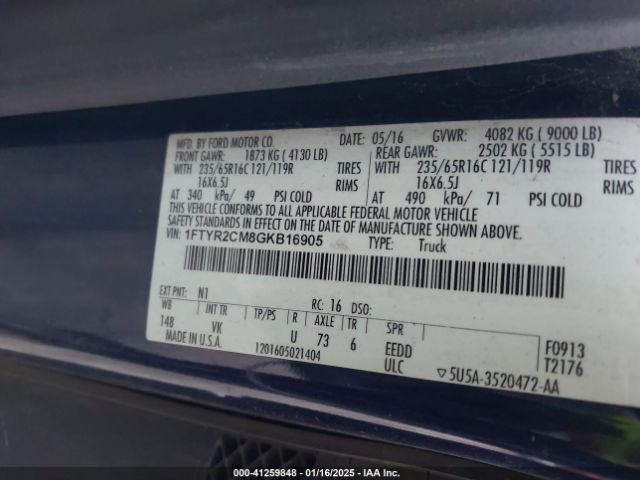 MFD. BY FORD MOTOR CO. DATE: 05/16 GVWR: 4082 KG ( 9000 LB)
FRONT GAWR: 1873 KG ( 4130 LB) REAR GAWR: 2502 KG ( 5515 LB)
WITH 235/65R16C 121/119R TIRES WITH 235/65R16C 121/119R TIRES
16X6.5J RIMS 16X6.5J RIMS
AT 340 kPa/ 49 PSI COLD AT 490 kPa/ 71 PSI COLD
THIS VEHICLE CONFORMS TO ALL APPLICABLE FEDERAL MOTOR VEHICLE
SAFETY STANDARDS IN EFFECT ON THE DATE OF MANUFACTURE SHOWN ABOVE.
VIN: 1FTYR2CM8GKB16905 TYPE: Truck
EXT PNT: N1 RC: 16 DSO:
WB INT TR TP/PS R AXLE TR SPR
148 VK U 73 6 EEDD F0913
MADE IN U.S.A. 1201605021404 ULC T2176
▽5U5A-3520472-AA
000-41259848 - 01/16/2025 - IAA Inc.